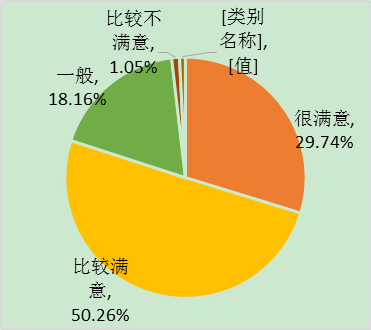 比较不
满意,
1.05%
[类别
名称],
[值]
一般,
18.16%
很满意,
29.74%
比较满
意,
50.26%